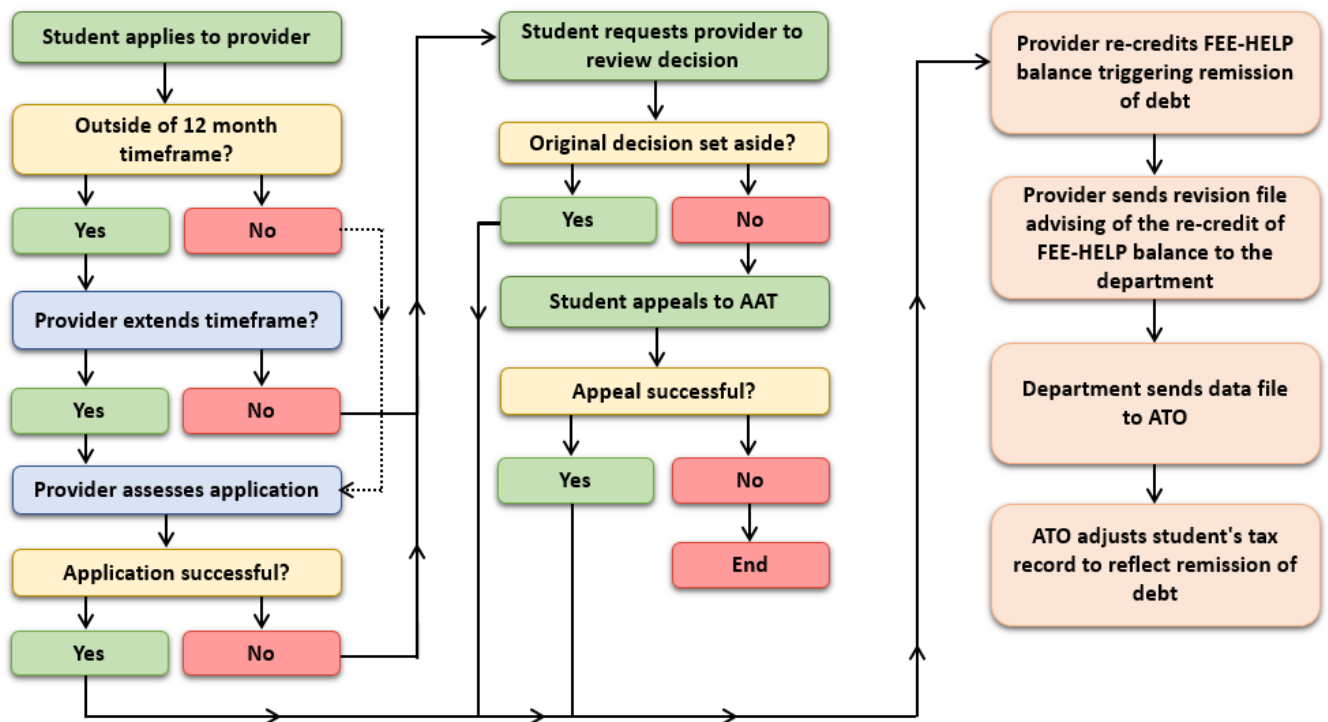 Student applies to provider
Outside of 12 month
timeframe?
Yes
No
Provider extends timeframe?
Yes
No
Provider assesses application
Application successful?
Yes
No
Student requests provider to
review decision
Original decision set aside?
Yes
No
Student appeals to AAT
Appeal successful?
Yes
No
End
Provider re-credits FEE-HELP
balance triggering remission
of debt
Provider sends revision file
advising of the re-credit of
FEE-HELP balance to the
department
Department sends data file
to ATO
ATO adjusts student's tax
record to reflect remission of
debt